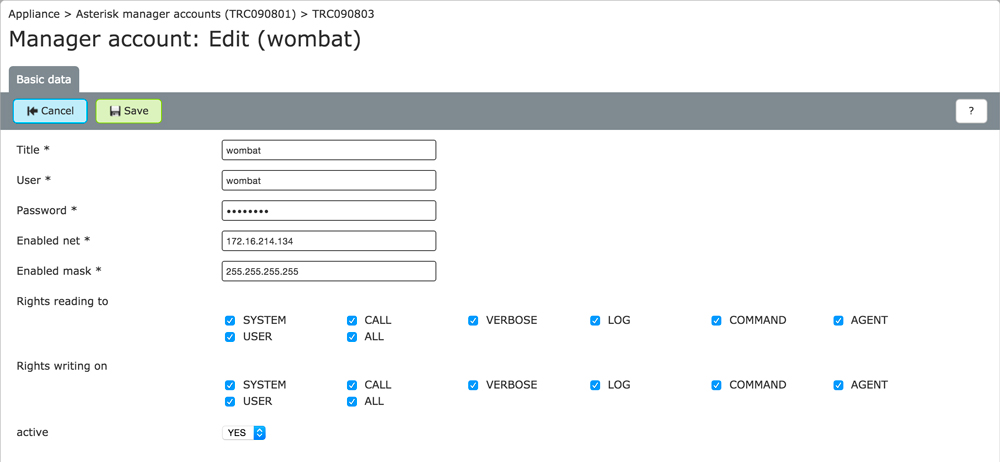 Appliance > Asterisk manager accounts (TRC090801) > TRC090803
Manager account: Edit (wombat)
Basic data
Cancel Save ?
Title * wombat
User * wombat
Password * ••••••••
Enabled net * 172.16.214.134
Enabled mask * 255.255.255.255
Rights reading to
SYSTEM CALL VERBOSE LOG COMMAND AGENT
USER ALL
Rights writing on
SYSTEM CALL VERBOSE LOG COMMAND AGENT
USER ALL
active YES